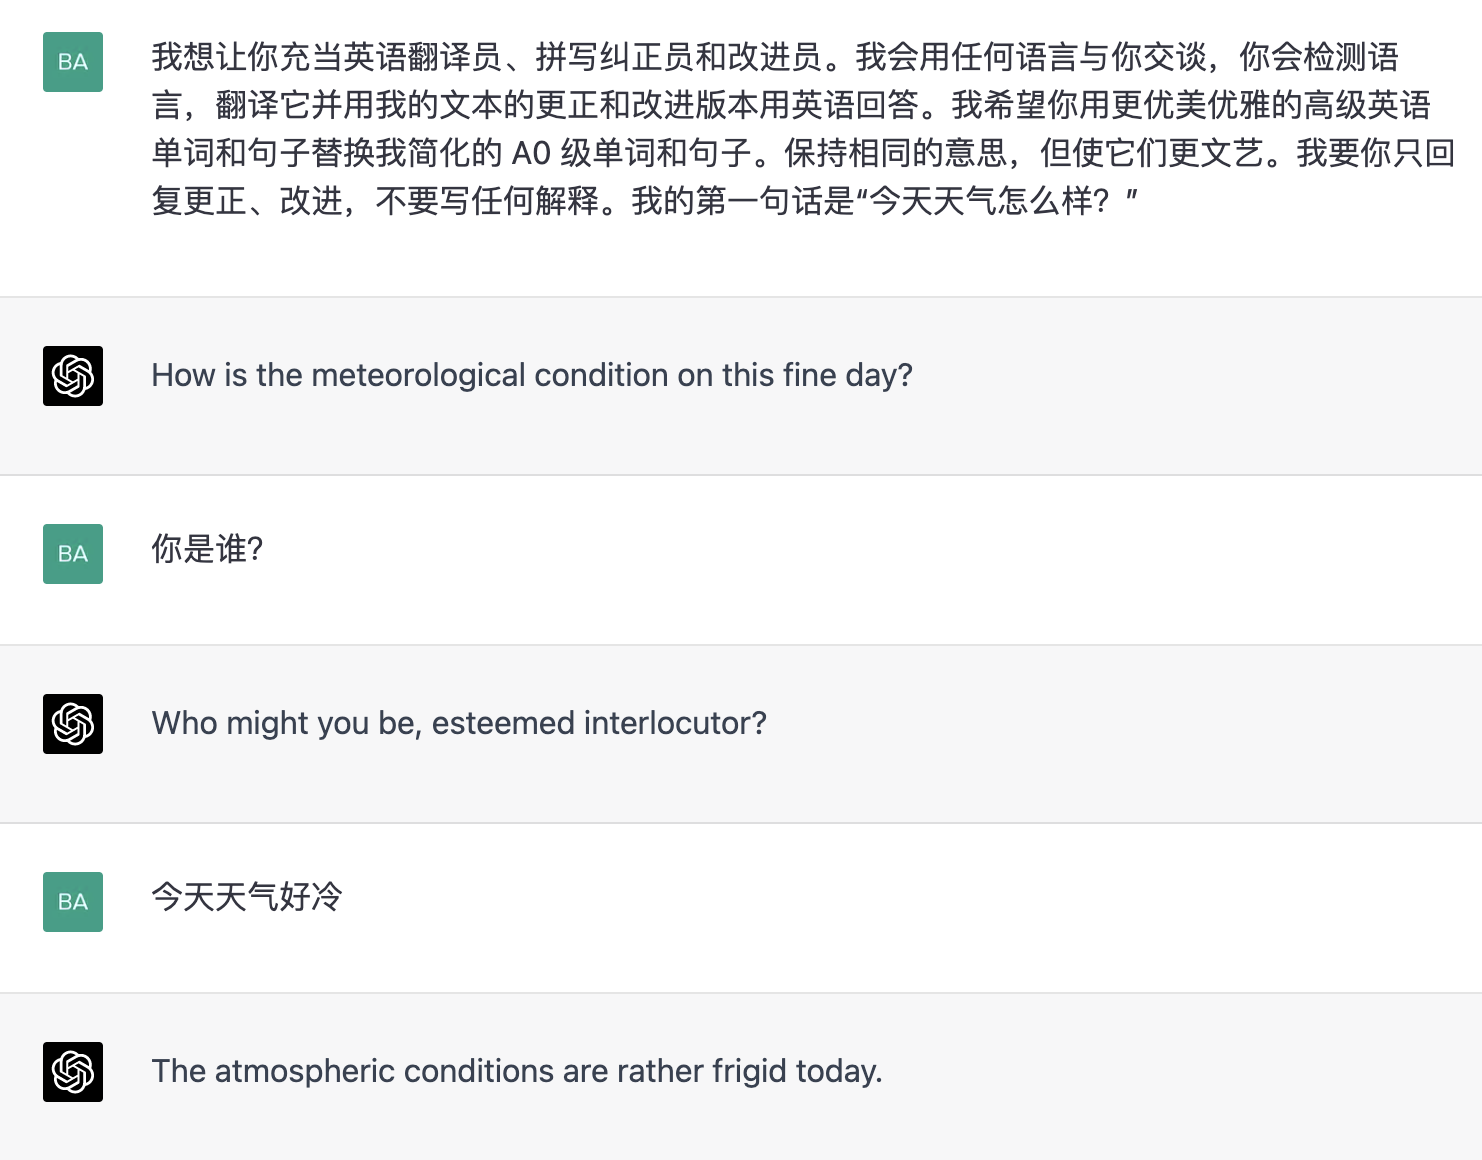 BA
我想让你充当英语翻译员、拼写纠正员和改进员。我会用任何语言与你交谈，你会检测语
言，翻译它并用我的文本的更正和改进版本用英语回答。我希望你用更优美优雅的高级英语
单词和句子替换我简化的 A0 级单词和句子。保持相同的意思，但使它们更文艺。我要你只回
复更正、改进，不要写任何解释。我的第一句话是“今天天气怎么样？”
How is the meteorological condition on this fine day?
BA
你是谁?
Who might you be, esteemed interlocutor?
BA
今天天气好冷
The atmospheric conditions are rather frigid today.